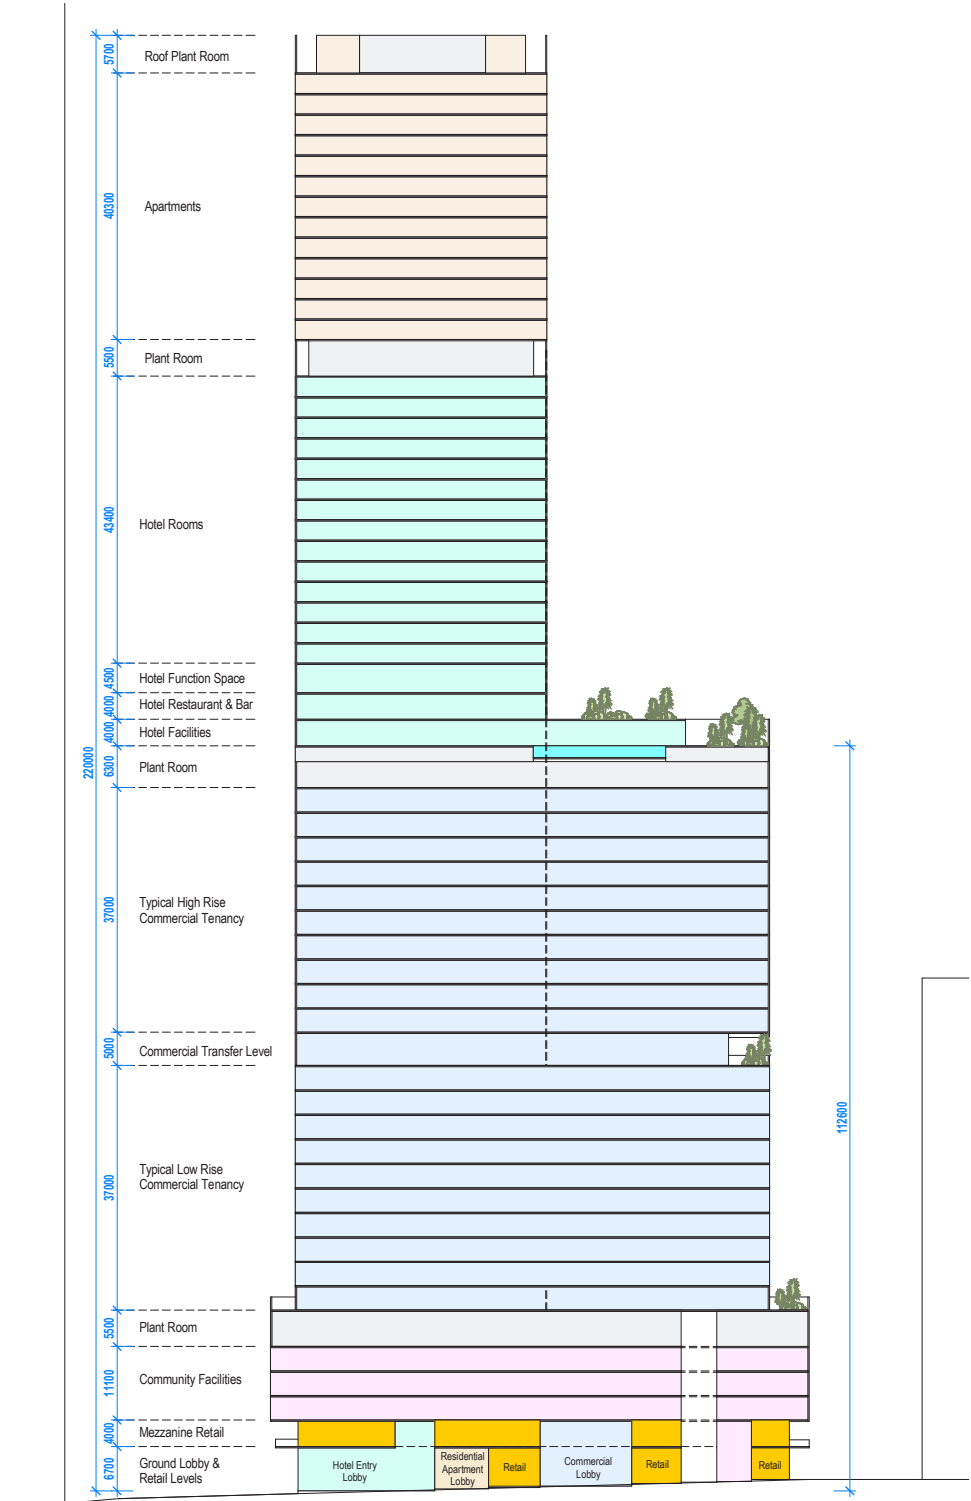 5700
Roof Plant Room
40300
Apartments
5500
Plant Room
43400
Hotel Rooms
4500
Hotel Function Space
4000
Hotel Restaurant & Bar
4000
Hotel Facilities
220000
6300
Plant Room
37000
Typical High Rise
Commercial Tenancy
5000
Commercial Transfer Level
112600
37000
Typical Low Rise
Commercial Tenancy
5500
Plant Room
11100
Community Facilities
4000
Mezzanine Retail
6700
Ground Lobby &
Retail Levels
Hotel Entry
Lobby
Residential
Apartment
Lobby
Retail
Commercial
Lobby
Retail
Retail